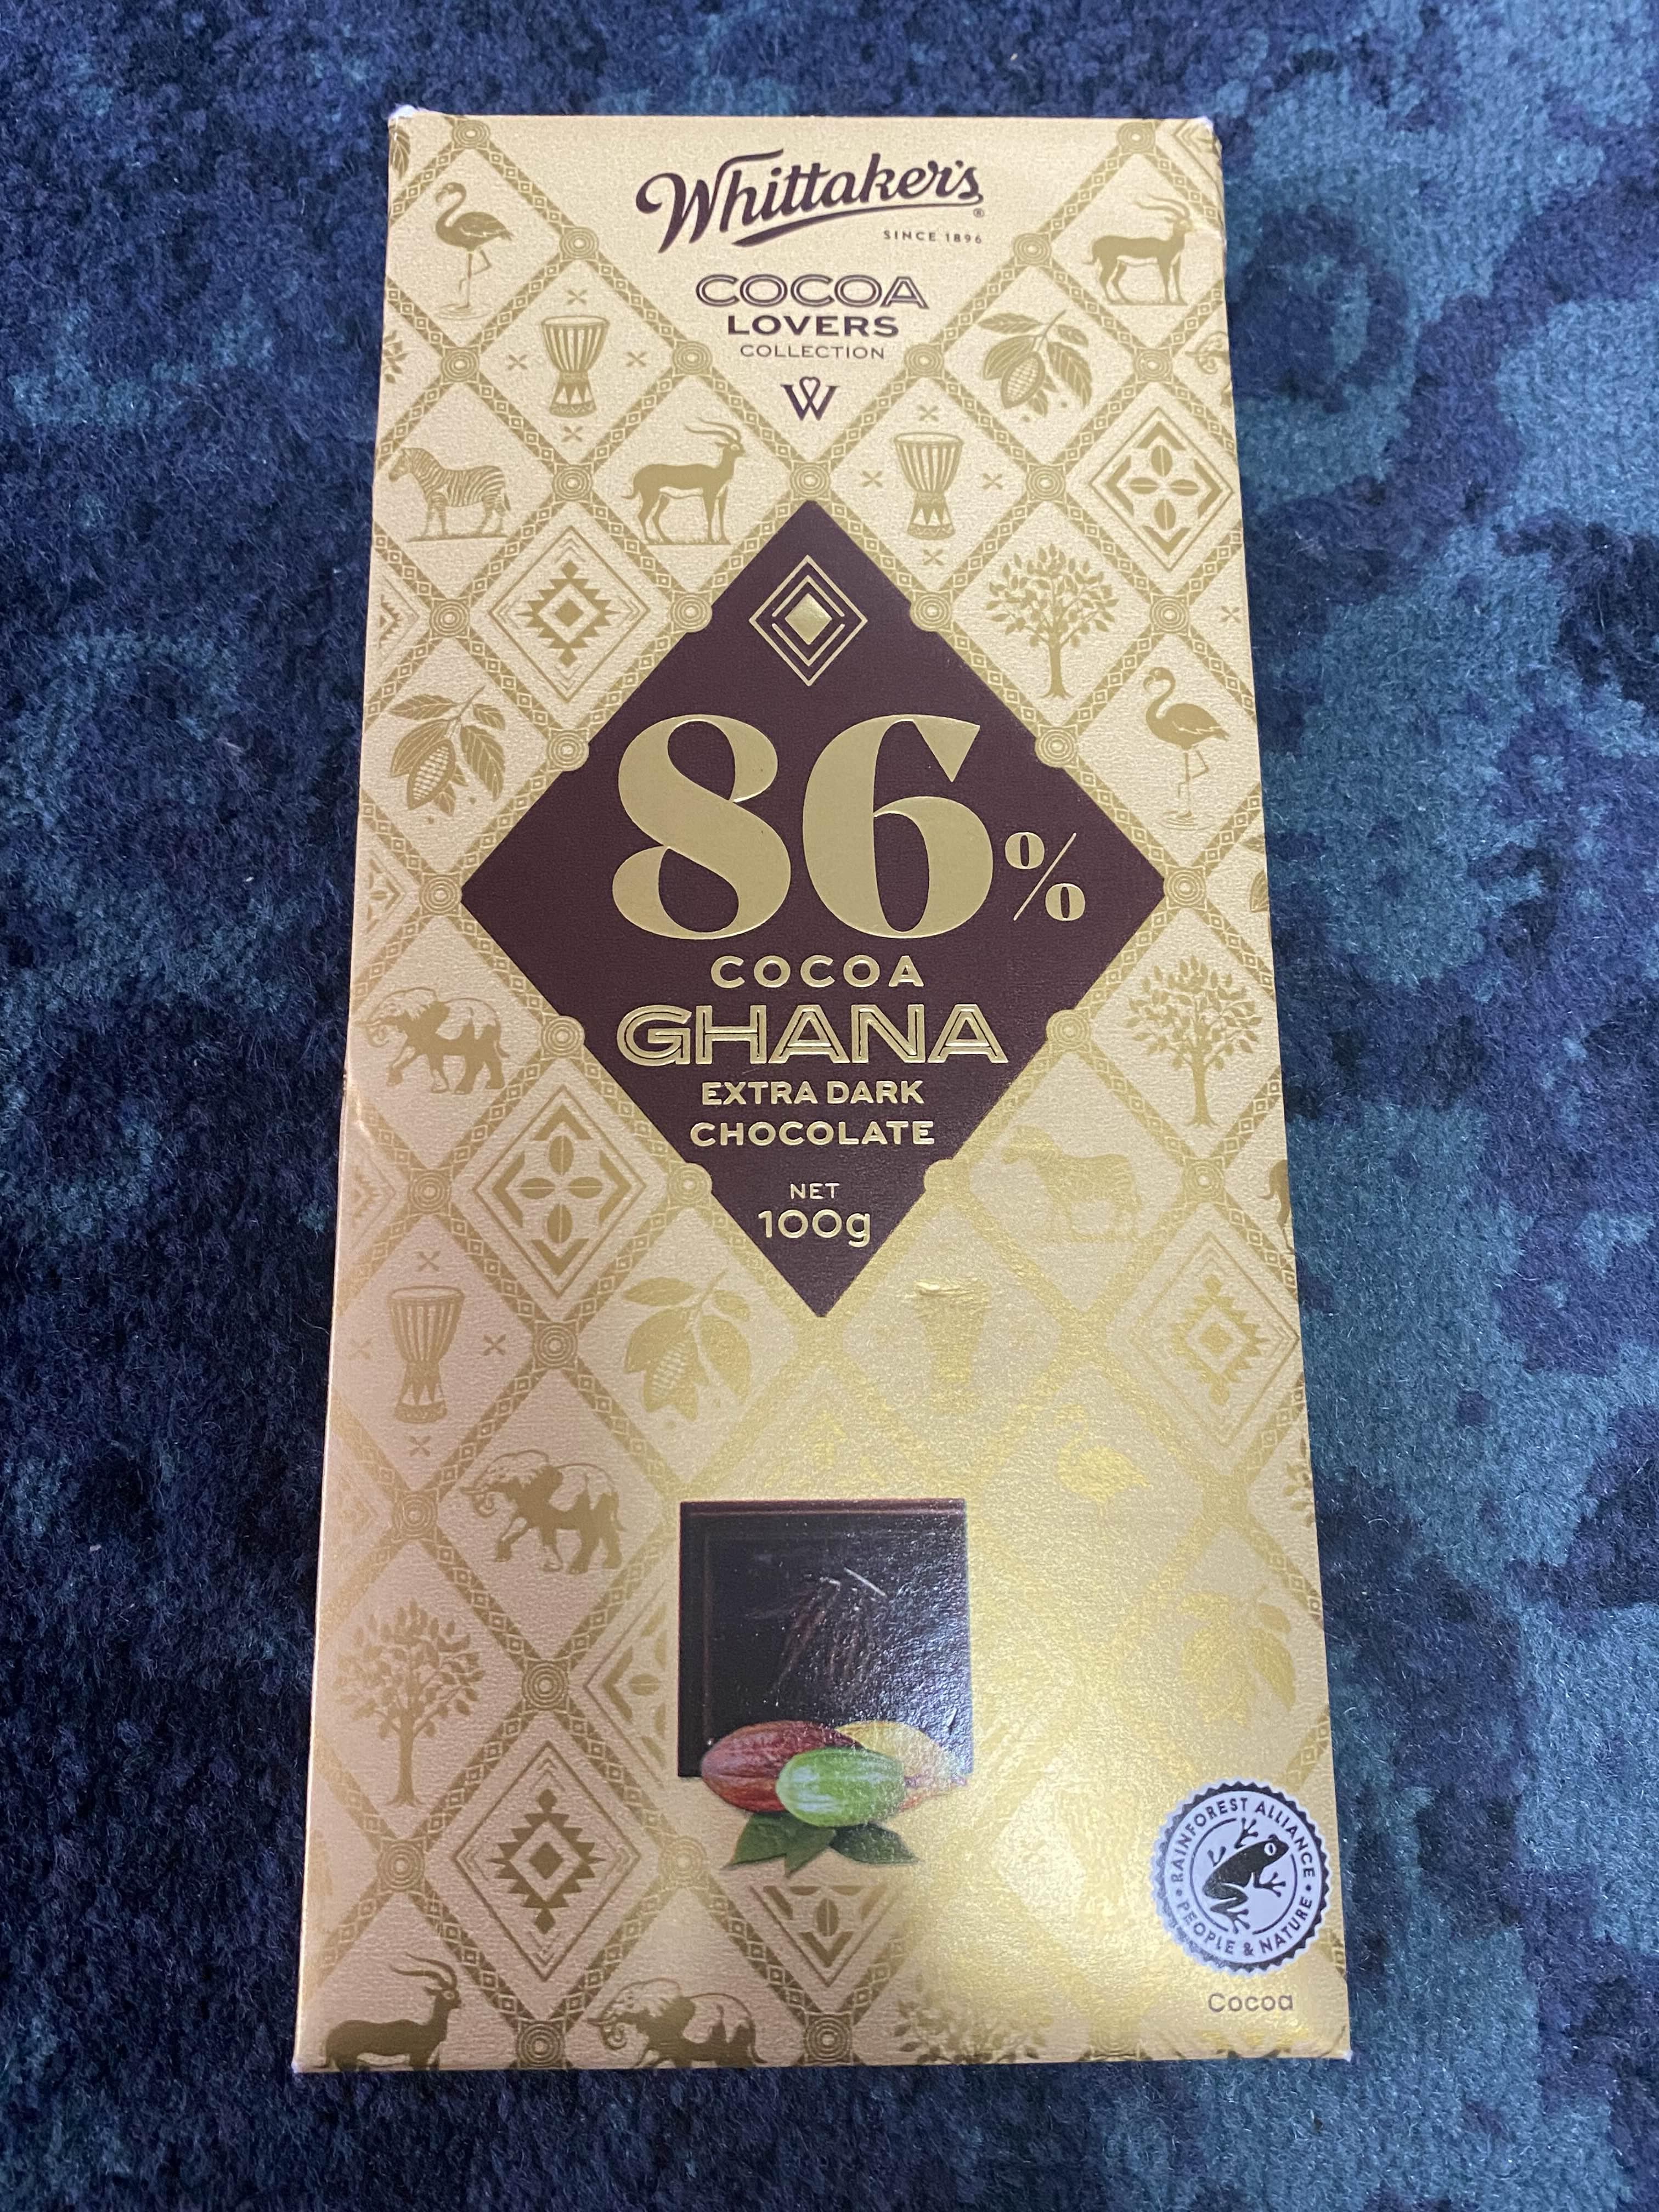 Whittaker's®
SINCE 1896
COCOA
LOVERS
COLLECTION
W
86%
COCOA
GHANA
EXTRA DARK
CHOCOLATE
NET
100g
RAINFOREST ALLIANCE
• PEOPLE & NATURE •
Cocoa